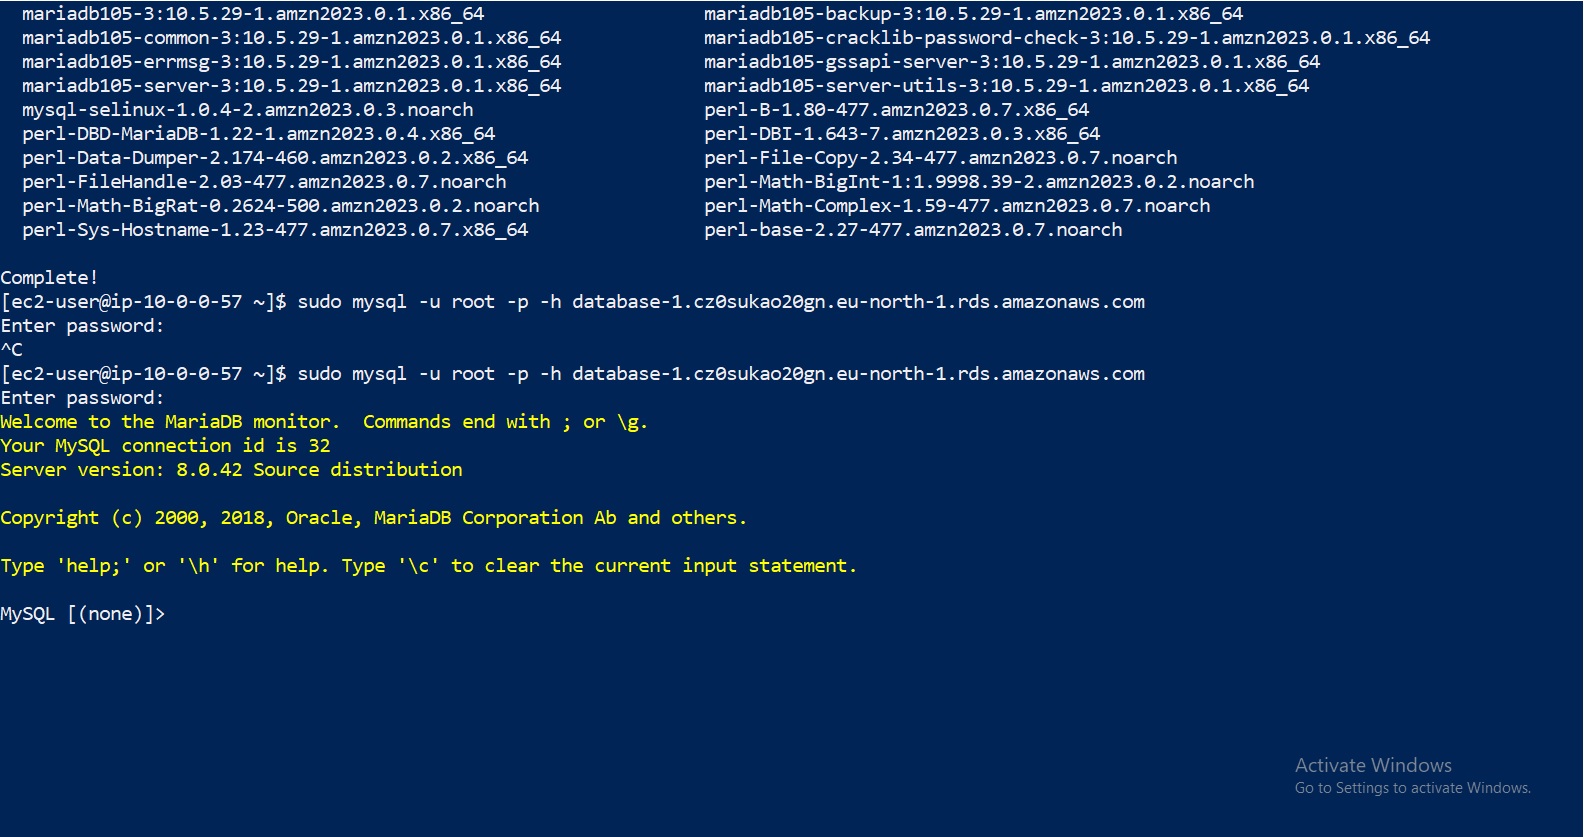 mariadb105-3:10.5.29-1.amzn2023.0.1.x86_64 mariadb105-backup-3:10.5.29-1.amzn2023.0.1.x86_64
mariadb105-common-3:10.5.29-1.amzn2023.0.1.x86_64 mariadb105-cracklib-password-check-3:10.5.29-1.amzn2023.0.1.x86_64
mariadb105-errmsg-3:10.5.29-1.amzn2023.0.1.x86_64 mariadb105-gssapi-server-3:10.5.29-1.amzn2023.0.1.x86_64
mariadb105-server-3:10.5.29-1.amzn2023.0.1.x86_64 mariadb105-server-utils-3:10.5.29-1.amzn2023.0.1.x86_64
mysql-selinux-1.0.4-2.amzn2023.0.3.noarch perl-B-1.80-477.amzn2023.0.7.x86_64
perl-DBD-MariaDB-1.22-1.amzn2023.0.4.x86_64 perl-DBI-1.643-7.amzn2023.0.3.x86_64
perl-Data-Dumper-2.174-460.amzn2023.0.2.x86_64 perl-File-Copy-2.34-477.amzn2023.0.7.noarch
perl-FileHandle-2.03-477.amzn2023.0.7.noarch perl-Math-BigInt-1:1.9998.39-2.amzn2023.0.2.noarch
perl-Math-BigRat-0.2624-500.amzn2023.0.2.noarch perl-Math-Complex-1.59-477.amzn2023.0.7.noarch
perl-Sys-Hostname-1.23-477.amzn2023.0.7.x86_64 perl-base-2.27-477.amzn2023.0.7.noarch
Complete!
[ec2-user@ip-10-0-0-57 ~]$ sudo mysql -u root -p -h database-1.cz0sukao20gn.eu-north-1.rds.amazonaws.com
Enter password:
^C
[ec2-user@ip-10-0-0-57 ~]$ sudo mysql -u root -p -h database-1.cz0sukao20gn.eu-north-1.rds.amazonaws.com
Enter password:
Welcome to the MariaDB monitor.  Commands end with ; or \g.
Your MySQL connection id is 32
Server version: 8.0.42 Source distribution
Copyright (c) 2000, 2018, Oracle, MariaDB Corporation Ab and others.
Type 'help;' or '\h' for help. Type '\c' to clear the current input statement.
MySQL [(none)]>
Activate Windows
Go to Settings to activate Windows.